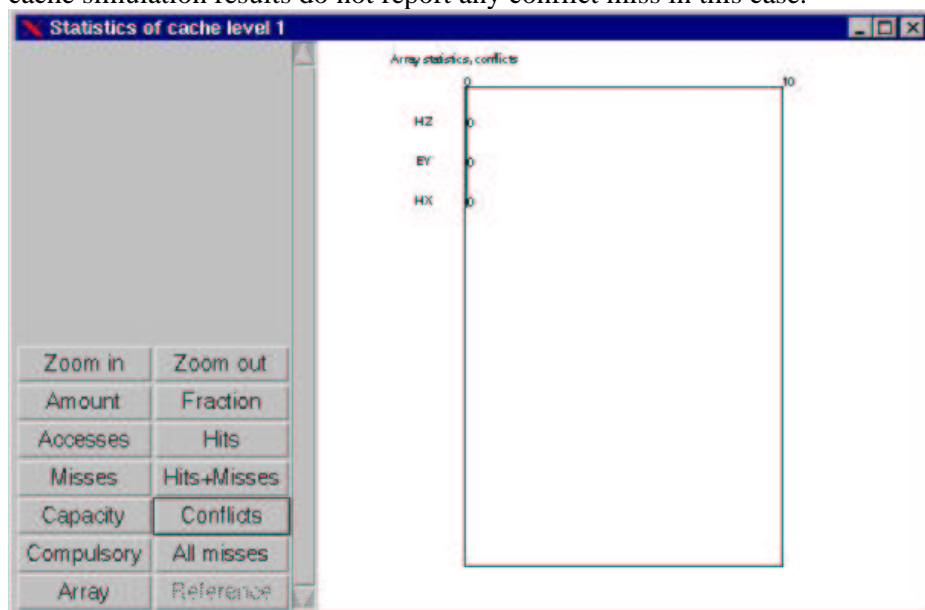 cache simulation results do not report any conflict miss in this case.
Statistics of cache level 1
Array statistics, conflicts
0 10
HZ 0
EY 0
HX 0
Zoom in Zoom out
Amount Fraction
Accesses Hits
Misses Hits+Misses
Capacity Conflicts
Compulsory All misses
Array Reference